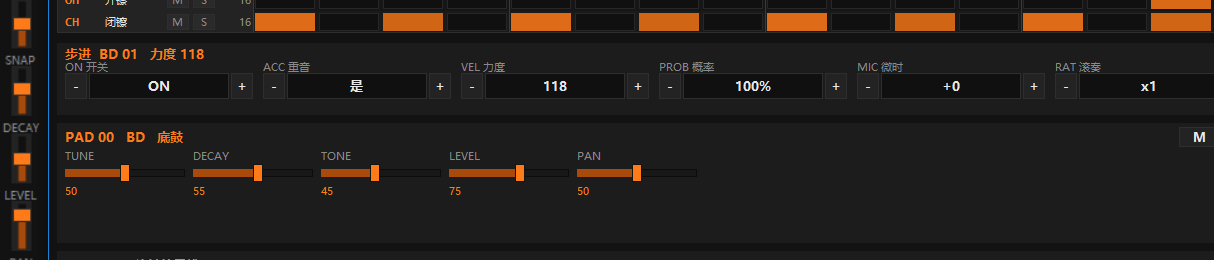 CH 闭镲 M S 16
SNAP
步进 BD 01 力度 118
ON 开关 ACC 重音 VEL 力度 PROB 概率 MIC 微时 RAT 滚奏
- ON + - 是 + - 118 + - 100% + - +0 + - x1
DECAY
PAD 00 BD 底鼓 M
TUNE DECAY TONE LEVEL PAN
50 55 45 75 50
LEVEL